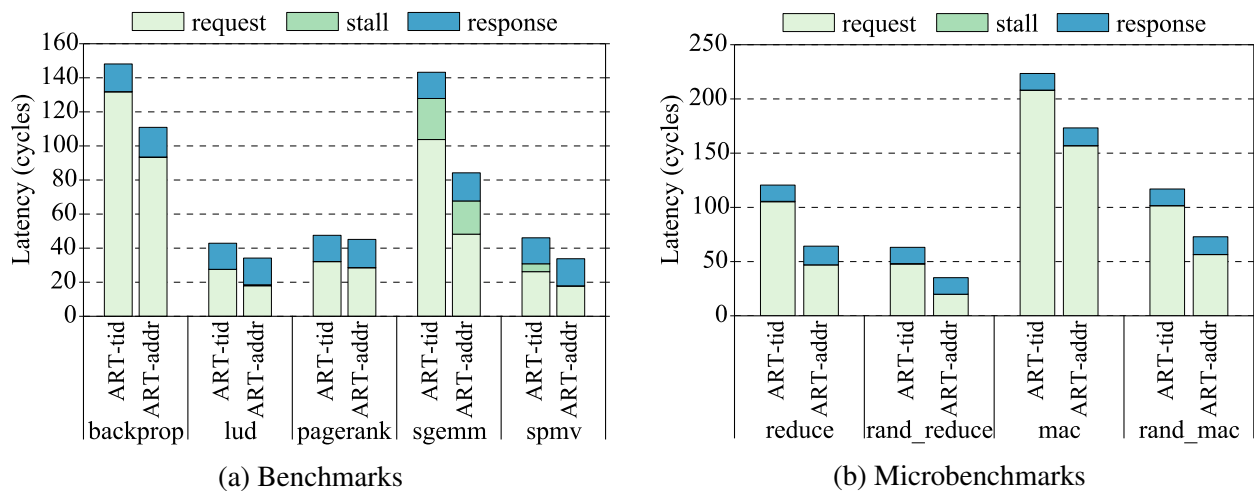 request stall response
160
140
120
100
80
60
40
20
0
Latency (cycles)
ART-tid ART-addr ART-tid ART-addr ART-tid ART-addr ART-tid ART-addr ART-tid ART-addr
backprop lud pagerank sgemm spmv
(a) Benchmarks
request stall response
250
200
150
100
50
0
Latency (cycles)
ART-tid ART-addr ART-tid ART-addr ART-tid ART-addr ART-tid ART-addr
reduce rand_reduce mac rand_mac
(b) Microbenchmarks